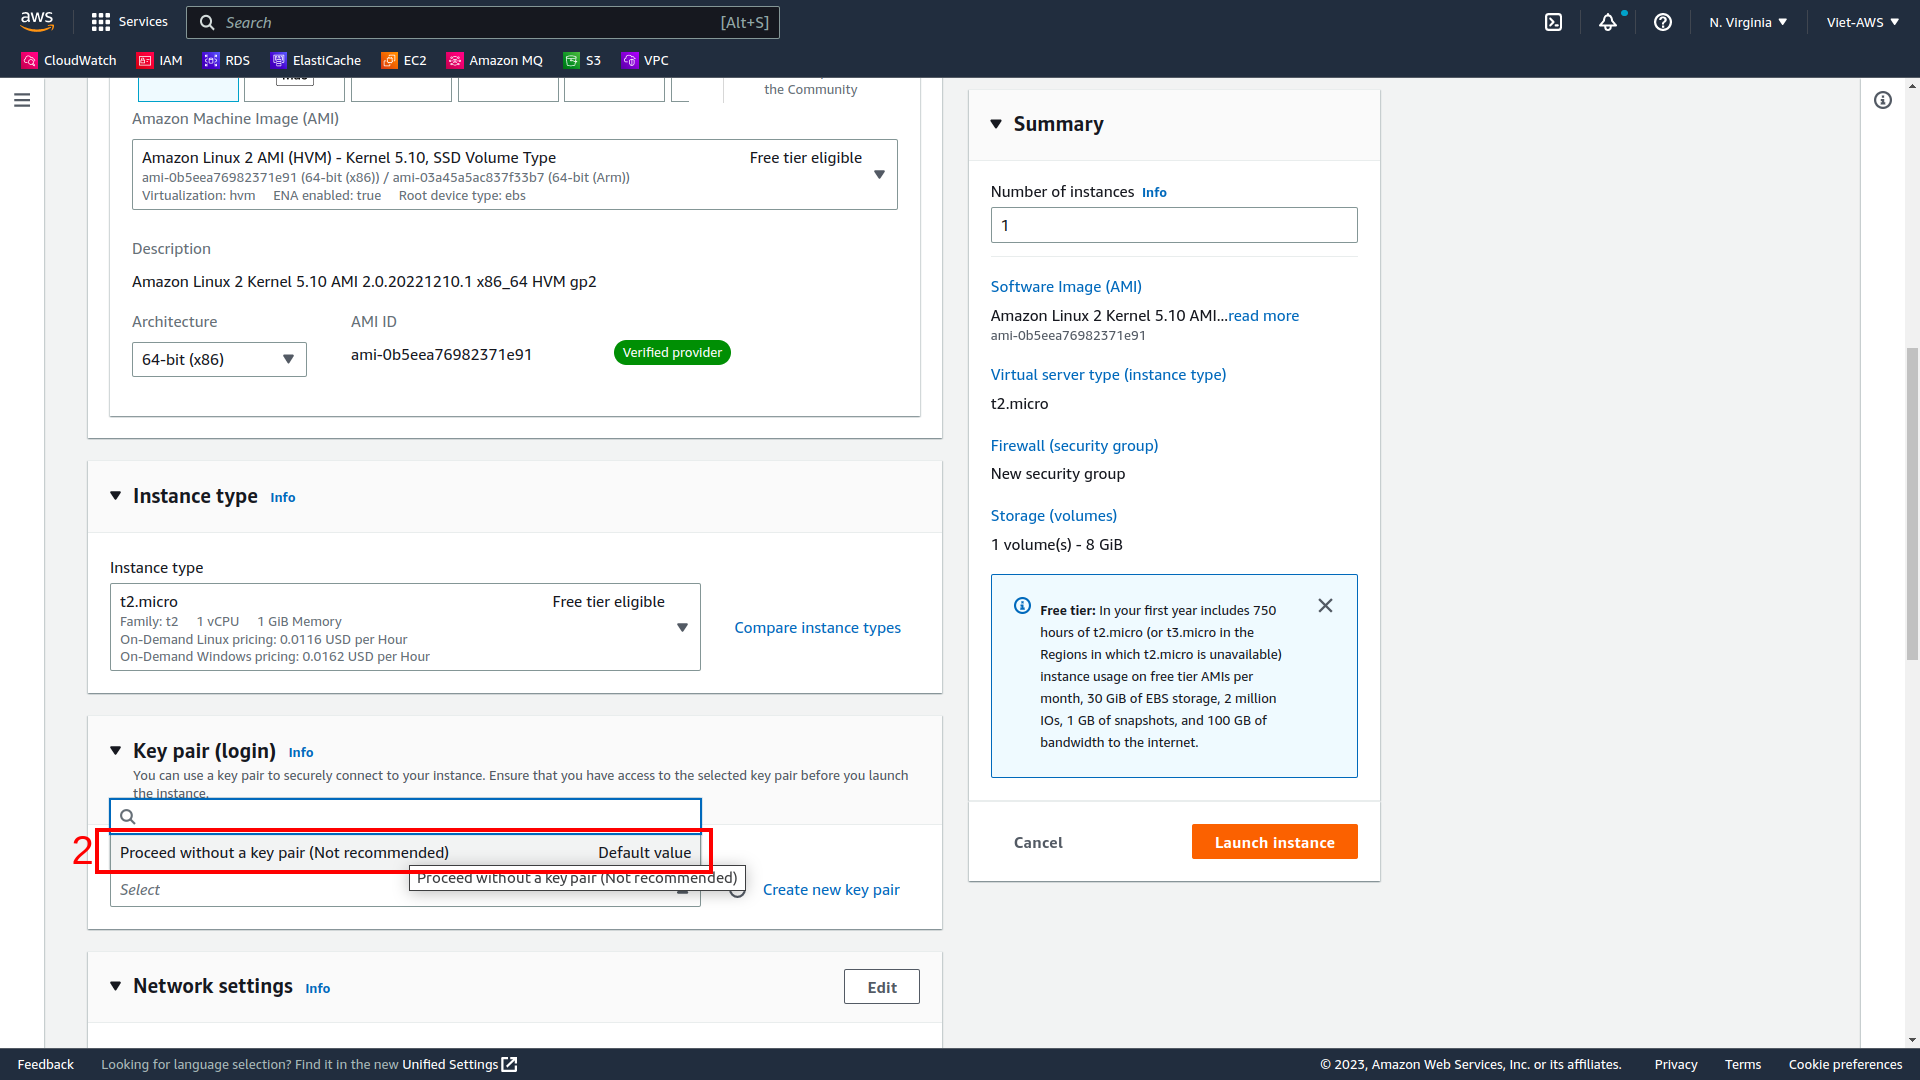 aws
Services
Search
[Alt+S]
N. Virginia
Viet-AWS
CloudWatch
IAM
RDS
ElastiCache
EC2
Amazon MQ
S3
VPC
the Community
Amazon Machine Image (AMI)
Amazon Linux 2 AMI (HVM) - Kernel 5.10, SSD Volume Type
Free tier eligible
ami-0b5eea76982371e91 (64-bit (x86)) / ami-03a45a5ac837f33b7 (64-bit (Arm))
Virtualization: hvm ENA enabled: true Root device type: ebs
Description
Amazon Linux 2 Kernel 5.10 AMI 2.0.20221210.1 x86_64 HVM gp2
Architecture
AMI ID
64-bit (x86)
ami-0b5eea76982371e91
Verified provider
Instance type Info
Instance type
t2.micro
Free tier eligible
Family: t2 1 vCPU 1 GiB Memory
On-Demand Linux pricing: 0.0116 USD per Hour
On-Demand Windows pricing: 0.0162 USD per Hour
Compare instance types
Key pair (login) Info
You can use a key pair to securely connect to your instance. Ensure that you have access to the selected key pair before you launch
the instance.
2
Proceed without a key pair (Not recommended)
Default value
Proceed without a key pair (Not recommended)
Select
Create new key pair
Network settings Info
Edit
Summary
Number of instances Info
1
Software Image (AMI)
Amazon Linux 2 Kernel 5.10 AMI...read more
ami-0b5eea76982371e91
Virtual server type (instance type)
t2.micro
Firewall (security group)
New security group
Storage (volumes)
1 volume(s) - 8 GiB
Free tier: In your first year includes 750
hours of t2.micro (or t3.micro in the
Regions in which t2.micro is unavailable)
instance usage on free tier AMIs per
month, 30 GiB of EBS storage, 2 million
IOs, 1 GB of snapshots, and 100 GB of
bandwidth to the internet.
Cancel
Launch instance
Feedback
Looking for language selection? Find it in the new Unified Settings
© 2023, Amazon Web Services, Inc. or its affiliates.
Privacy
Terms
Cookie preferences